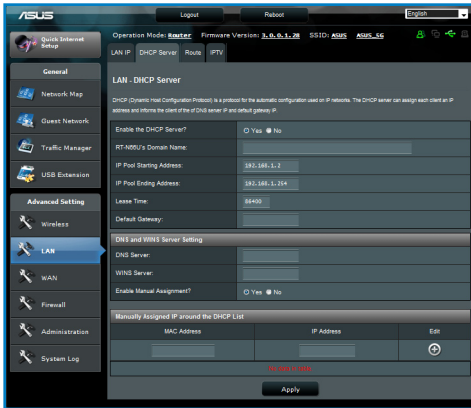 ASUS
Logout
Reboot
English
Quick Internet Setup
Operation Mode: Router Firmware Version: 3.0.0.1.28 SSID: ASUS ASUS_5G
LAN IP DHCP Server Route IPTV
General
Network Map
Guest Network
Traffic Manager
USB Extension
Advanced Setting
Wireless
LAN
WAN
Firewall
Administration
System Log
LAN - DHCP Server
DHCP (Dynamic Host Configuration Protocol) is a protocol for the automatic configuration used on IP networks. The DHCP server can assign each client an IP
address and informs the client of the of DNS server IP and default gateway IP.
Enable the DHCP Server? Yes No
RT-N66U's Domain Name:
IP Pool Starting Address: 192.168.1.2
IP Pool Ending Address: 192.168.1.254
Lease Time: 86400
Default Gateway:
DNS and WINS Server Setting
DNS Server:
WINS Server:
Enable Manual Assignment? Yes No
Manually Assigned IP around the DHCP List
MAC Address IP Address Edit
Apply